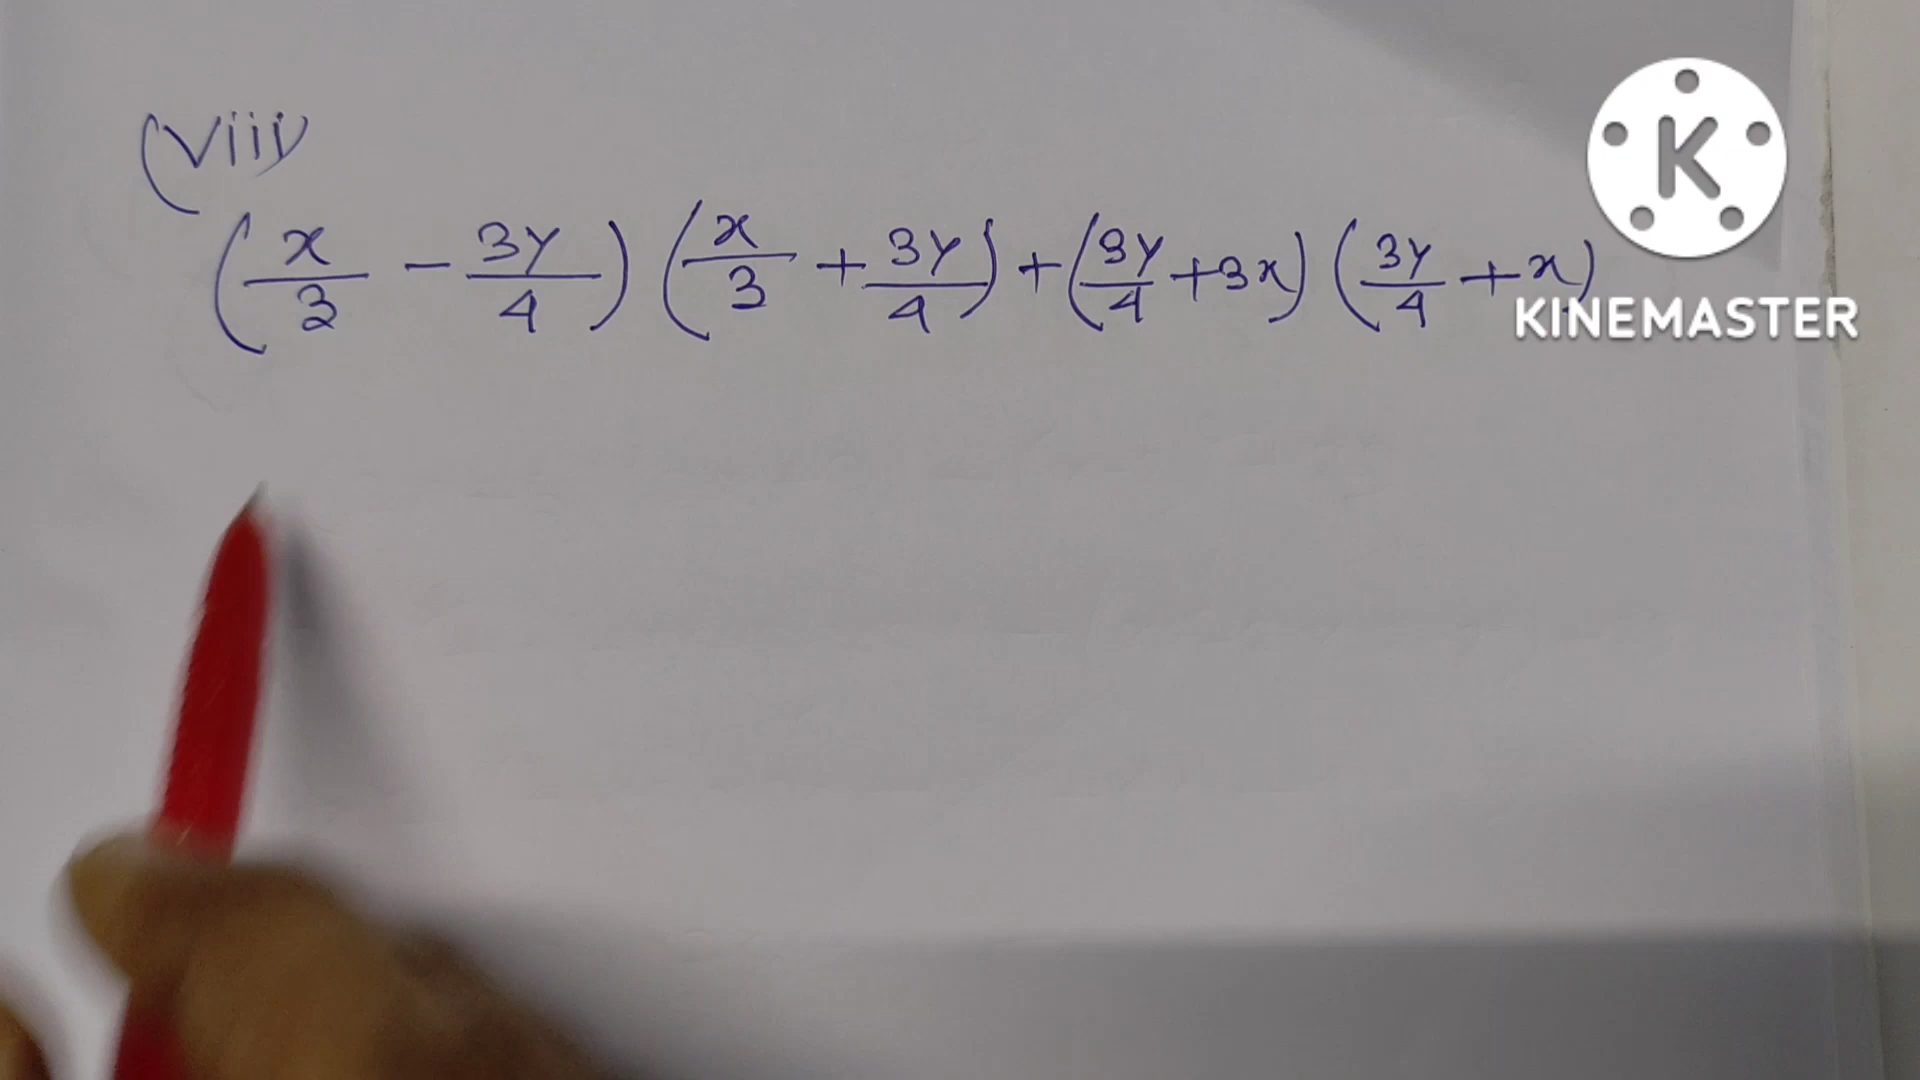 (viii)
(x/3 - 3y/4) (x/3 + 3y/4) + (3y/4 + 3x) (3y/4 + x)
K
KINEMASTER